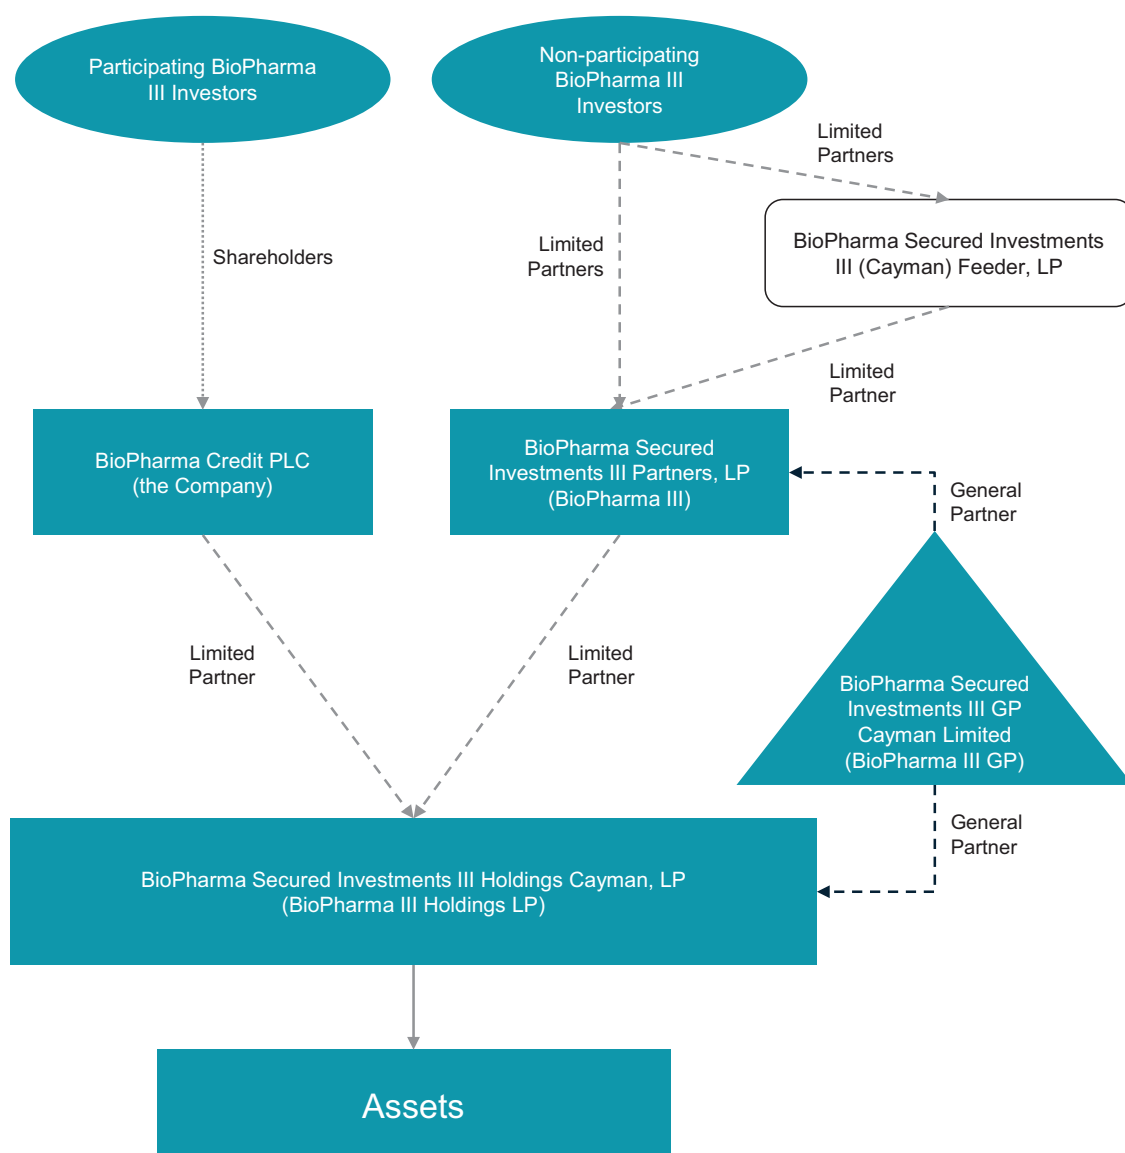 Participating BioPharma
III Investors
Non-participating
BioPharma III
Investors
Limited
Partners
BioPharma Secured Investments
III (Cayman) Feeder, LP
Shareholders
Limited
Partners
Limited
Partner
BioPharma Credit PLC
(the Company)
BioPharma Secured
Investments III Partners, LP
(BioPharma III)
General
Partner
Limited
Partner
Limited
Partner
BioPharma Secured
Investments III GP
Cayman Limited
(BioPharma III GP)
General
Partner
BioPharma Secured Investments III Holdings Cayman, LP
(BioPharma III Holdings LP)
Assets